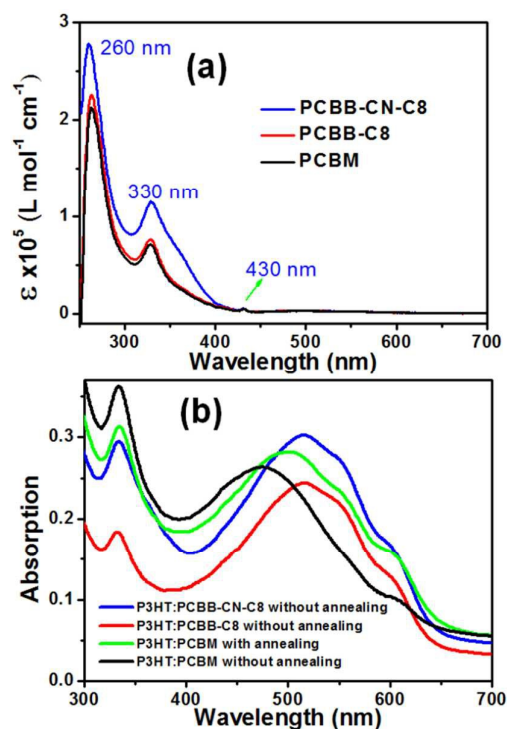 (a)
260 nm
PCBB-CN-C8
PCBB-C8
PCBM
330 nm
430 nm
ε x10⁵ (L mol⁻¹ cm⁻¹)
3
2
1
0
300 400 500 600 700
Wavelength (nm)
(b)
Absorption
0.3
0.2
0.1
0.0
P3HT:PCBB-CN-C8 without annealing
P3HT:PCBB-C8 without annealing
P3HT:PCBM with annealing
P3HT:PCBM without annealing
300 400 500 600 700
Wavelength (nm)